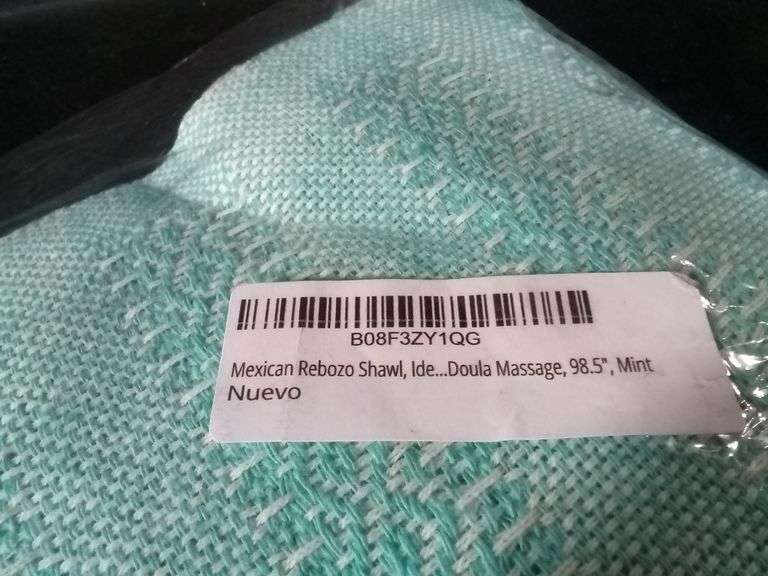 B08F3ZY1QG
Mexican Rebozo Shawl, Ide...Doula Massage, 98.5", Mint
Nuevo